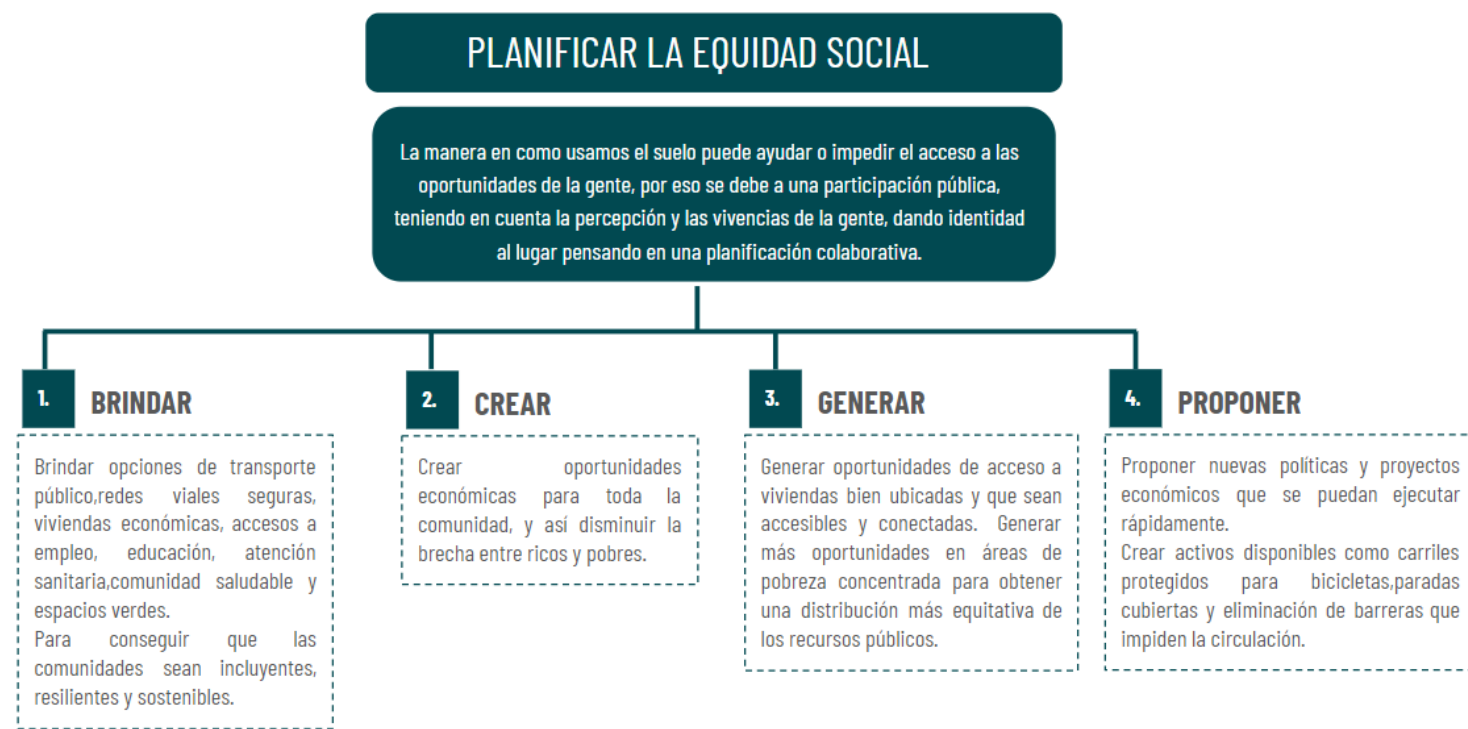 PLANIFICAR LA EQUIDAD SOCIAL
La manera en como usamos el suelo puede ayudar o impedir el acceso a las
oportunidades de la gente, por eso se debe a una participación pública,
teniendo en cuenta la percepción y las vivencias de la gente, dando identidad
al lugar pensando en una planificación colaborativa.
1. BRINDAR
Brindar opciones de transporte
público,redes viales seguras,
viviendas económicas, accesos a
empleo, educación, atención
sanitaria,comunidad saludable y
espacios verdes.
Para conseguir que las
comunidades sean incluyentes,
resilientes y sostenibles.
2. CREAR
Crear oportunidades
económicas para toda la
comunidad, y así disminuir la
brecha entre ricos y pobres.
3. GENERAR
Generar oportunidades de acceso a
viviendas bien ubicadas y que sean
accesibles y conectadas. Generar
más oportunidades en áreas de
pobreza concentrada para obtener
una distribución más equitativa de
los recursos públicos.
4. PROPONER
Proponer nuevas políticas y proyectos
económicos que se puedan ejecutar
rápidamente.
Crear activos disponibles como carriles
protegidos para bicicletas,paradas
cubiertas y eliminación de barreras que
impiden la circulación.